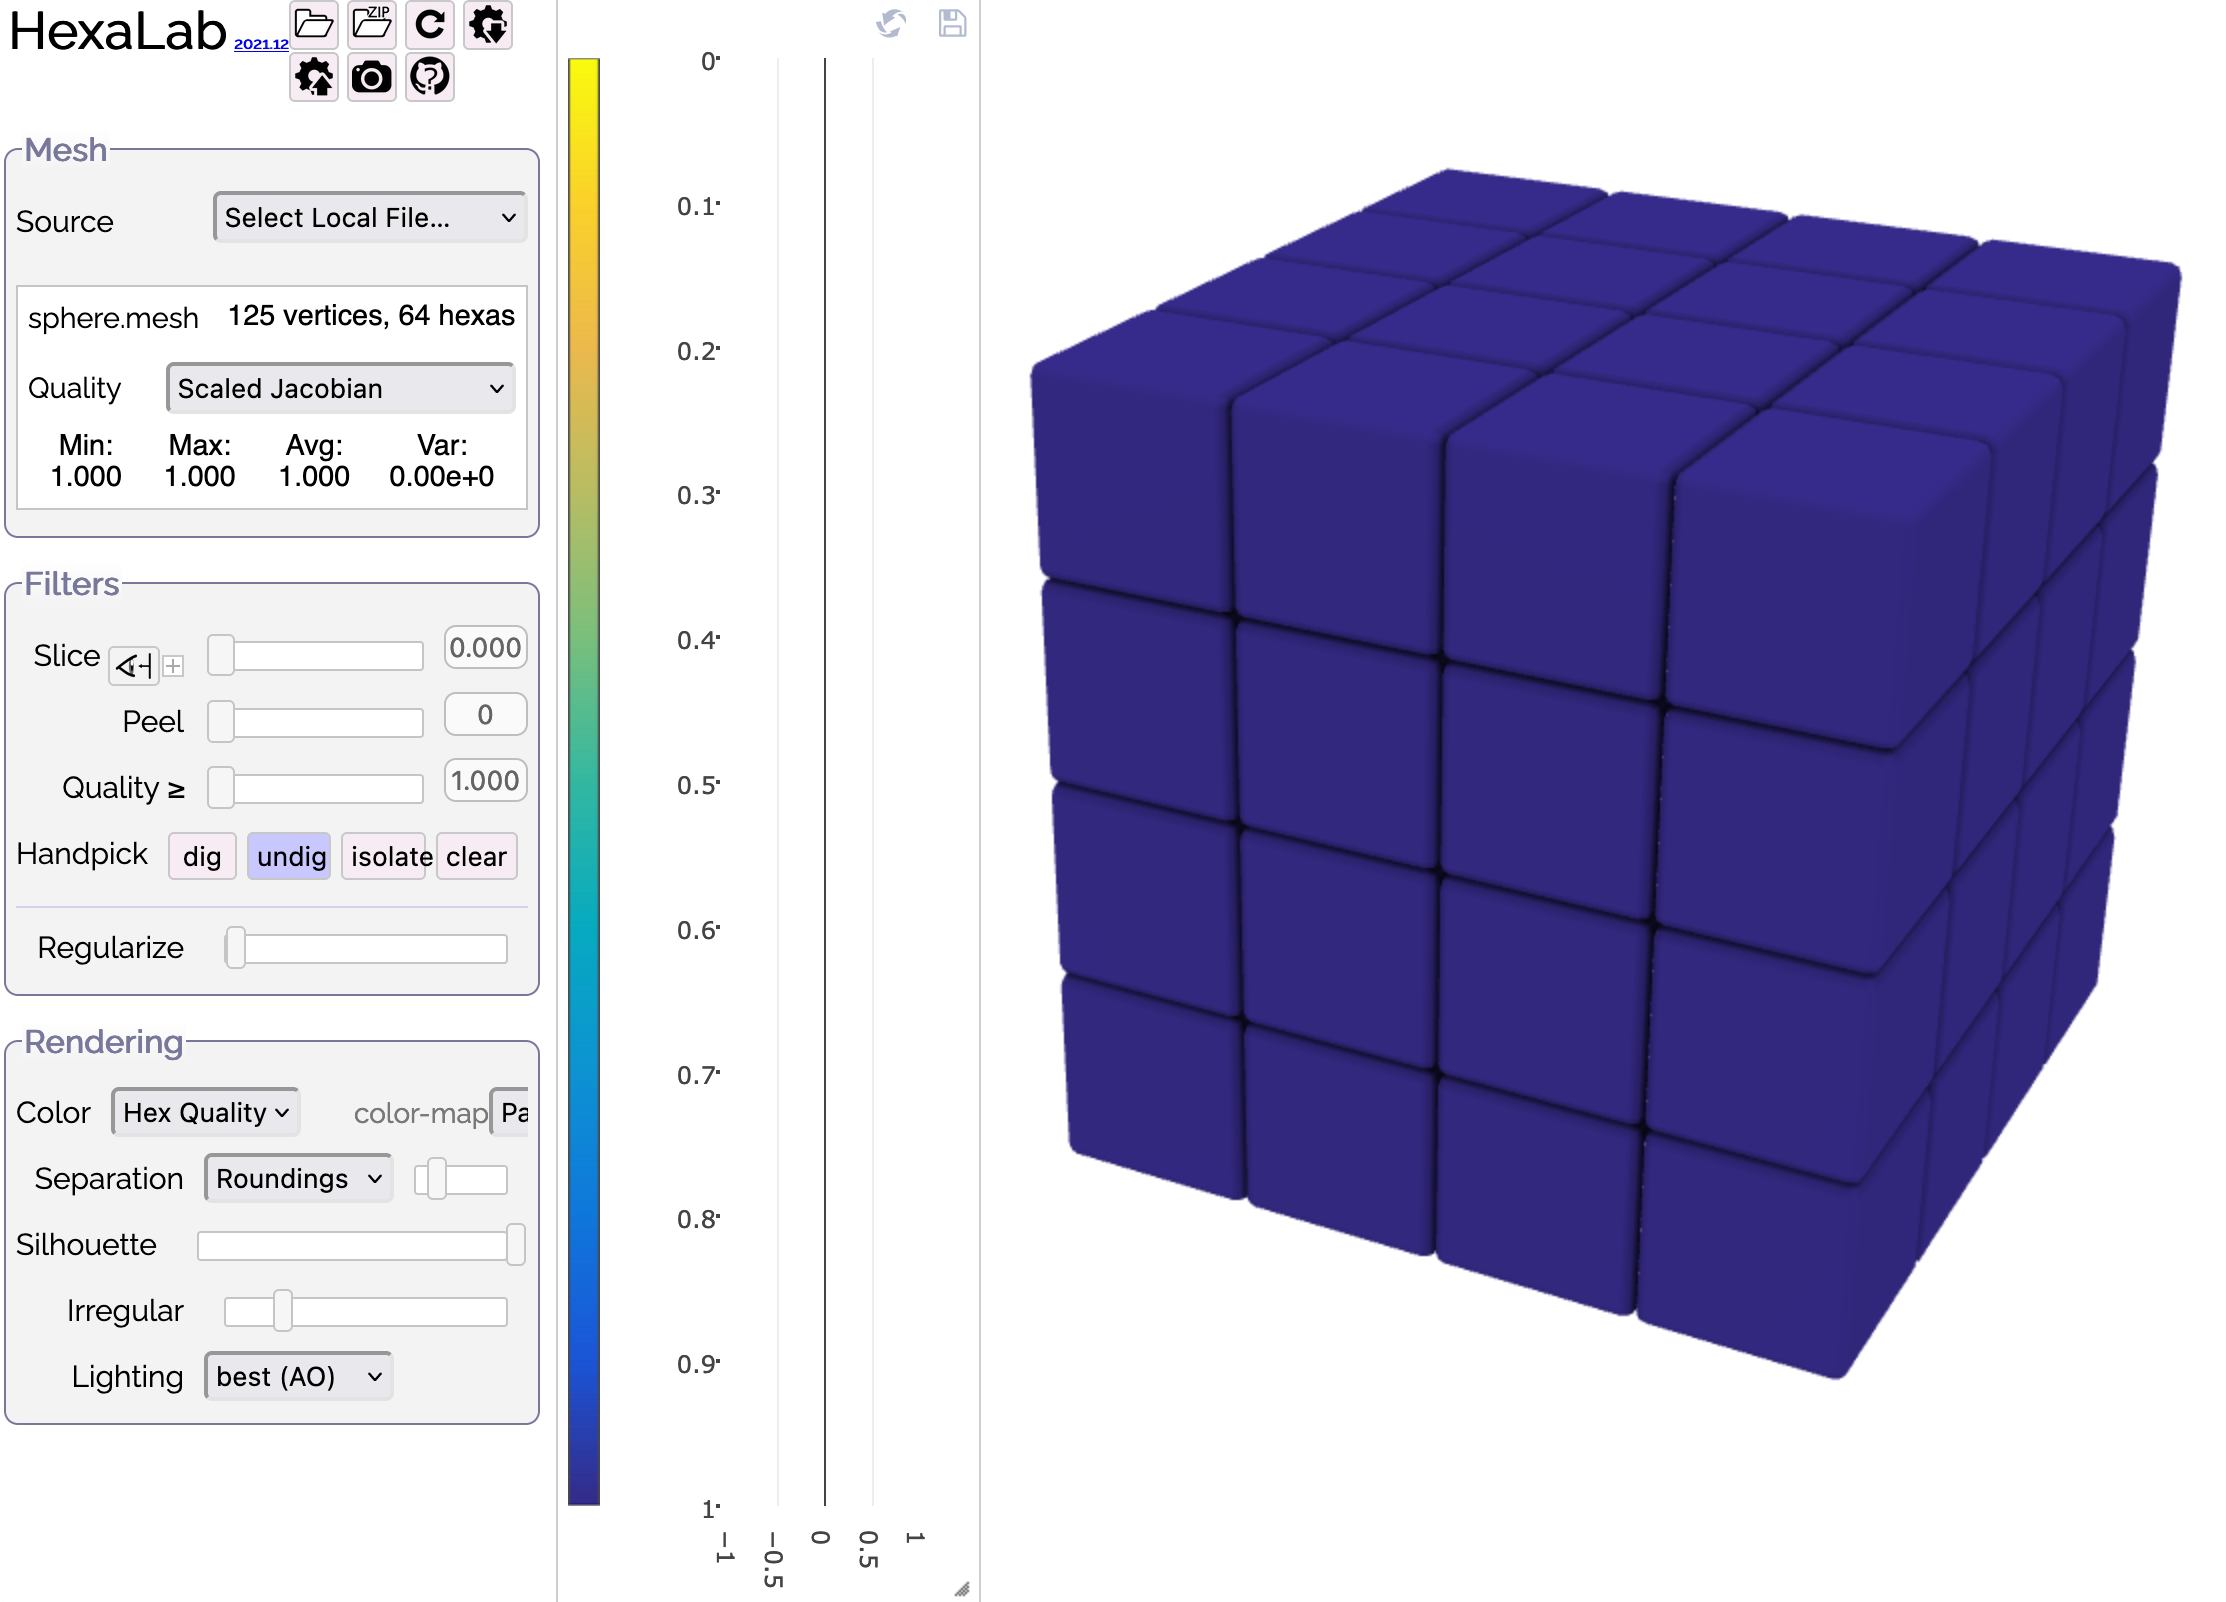 HexaLab 2021.12
ZIP
Mesh
Source Select Local File...
sphere.mesh 125 vertices, 64 hexas
Quality Scaled Jacobian
Min: Max: Avg: Var:
1.000 1.000 1.000 0.00e+0
Filters
Slice 0.000
Peel 0
Quality ≥ 1.000
Handpick dig undig isolate clear
Regularize
Rendering
Color Hex Quality color-map Pa
Separation Roundings
Silhouette
Irregular
Lighting best (AO)
0
0.1
0.2
0.3
0.4
0.5
0.6
0.7
0.8
0.9
1
−1 −0.5 0 0.5 1